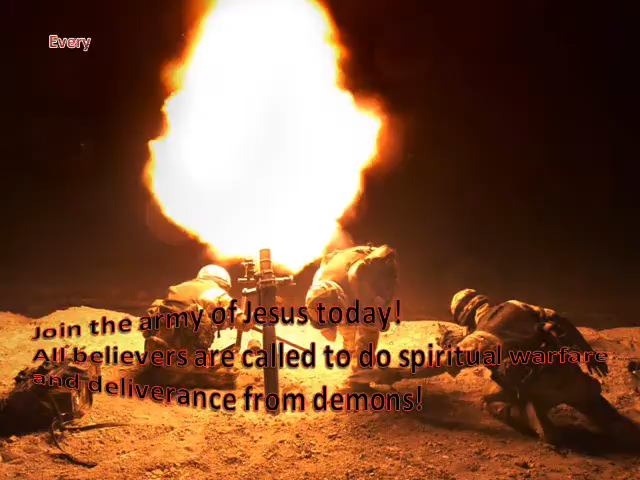 Every
Join the army of Jesus today!
All believers are called to do spiritual warfare
and deliverance from demons!